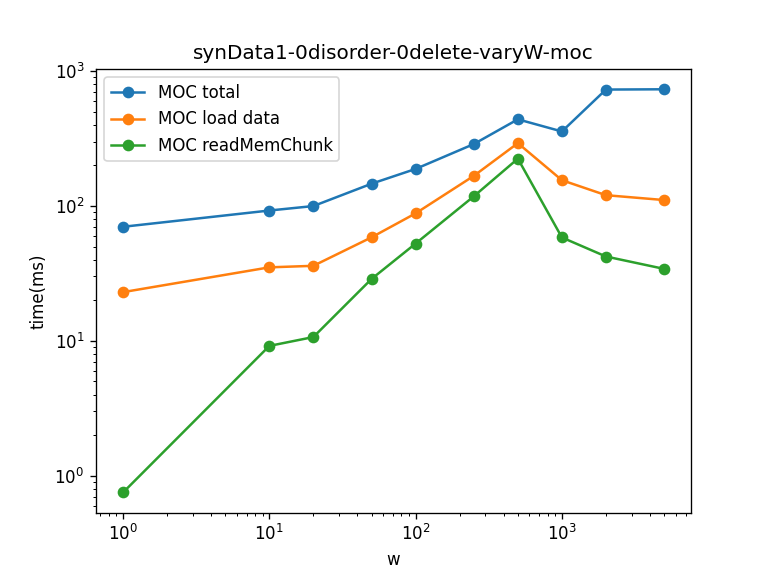 synData1-0disorder-0delete-varyW-moc
MOC total
MOC load data
MOC readMemChunk
time(ms)
10³
10²
10¹
10⁰
10⁰ 10¹ 10² 10³
w